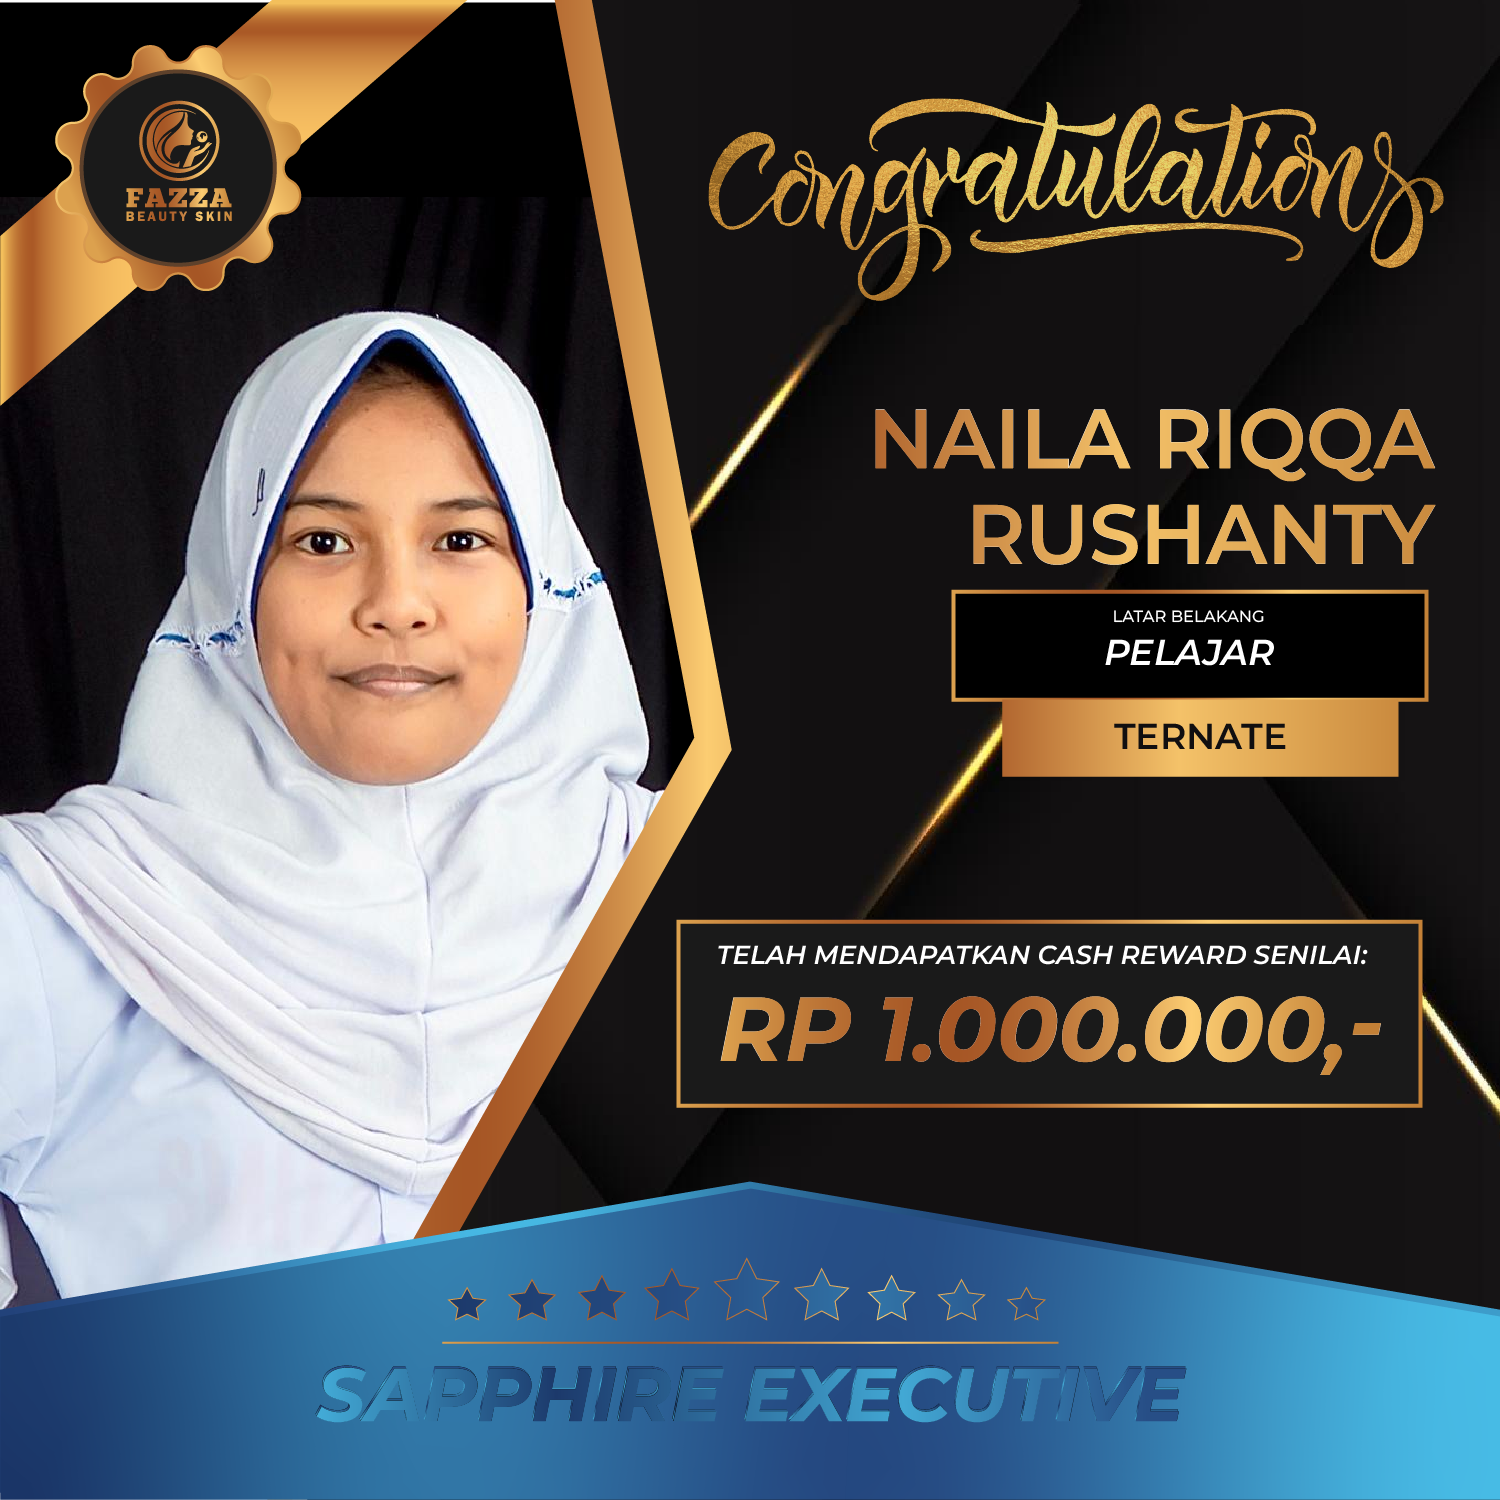 FAZZA
BEAUTY SKIN
Congratulations
NAILA RIQQA
RUSHANTY
LATAR BELAKANG
PELAJAR
TERNATE
TELAH MENDAPATKAN CASH REWARD SENILAI:
RP 1.000.000,-
SAPPHIRE EXECUTIVE